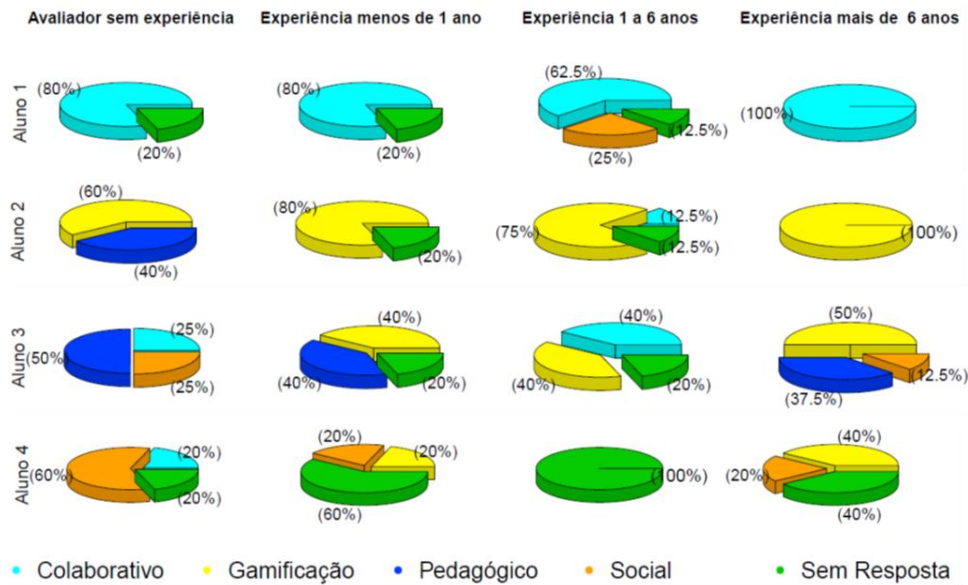 Avaliador sem experiência Experiência menos de 1 ano Experiência 1 a 6 anos Experiência mais de 6 anos
Aluno 1
(80%) (20%)
(80%) (20%)
(62.5%) (12.5%) (25%)
(100%)
Aluno 2
(60%) (40%)
(80%) (20%)
(75%) (12.5%) (12.5%)
(100%)
Aluno 3
(50%) (25%) (25%)
(40%) (40%) (20%)
(40%) (40%) (20%)
(50%) (12.5%) (37.5%)
Aluno 4
(60%) (20%) (20%)
(20%) (20%) (60%)
(100%)
(40%) (20%) (40%)
Colaborativo Gamificação Pedagógico Social Sem Resposta